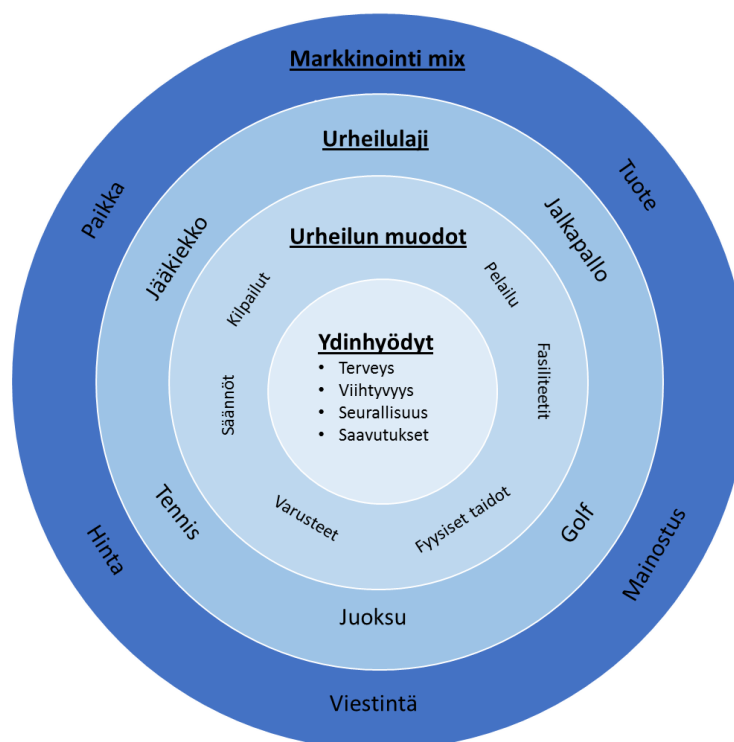 Markkinointi mix
Tuote
Mainostus
Viestintä
Hinta
Paikka
Urheilulaji
Jalkapallo
Golf
Juoksu
Tennis
Jääkiekko
Urheilun muodot
Pelailu
Fasiliteetit
Fyysiset taidot
Varusteet
Säännöt
Kilpailut
Ydinhyödyt
• Terveys
• Viihtyvyys
• Seurallisuus
• Saavutukset